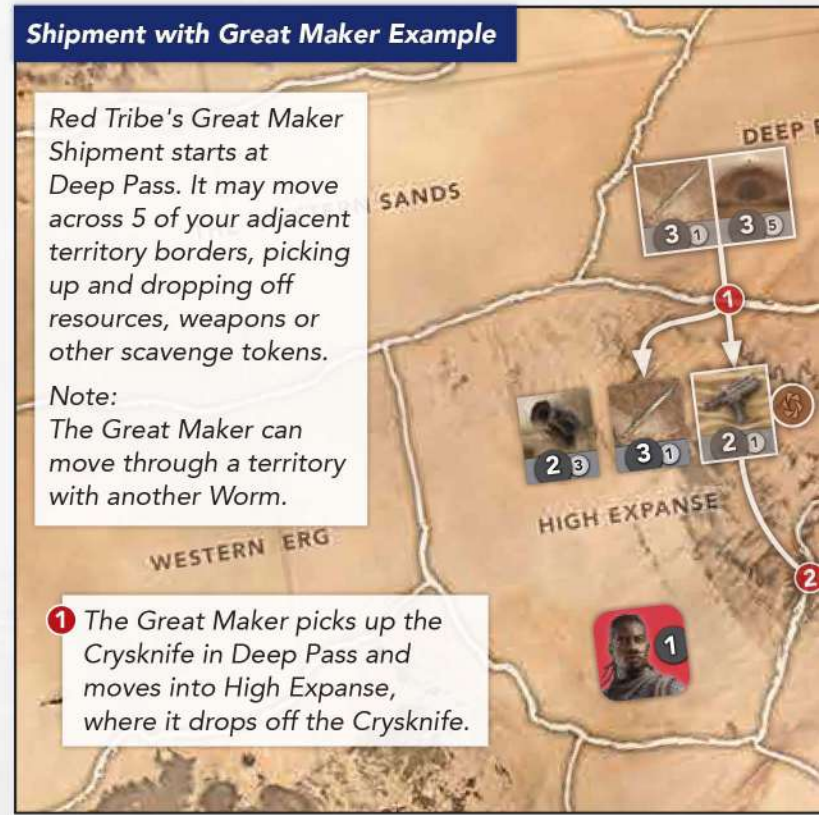 Shipment with Great Maker Example
Red Tribe's Great Maker
Shipment starts at
Deep Pass. It may move
across 5 of your adjacent
territory borders, picking
up and dropping off
resources, weapons or
other scavenge tokens.
Note:
The Great Maker can
move through a territory
with another Worm.
SANDS
DEEP
3 1
3 5
1
2 3
3 1
2 1
HIGH EXPANSE
WESTERN ERG
2
1
1 The Great Maker picks up the
Crysknife in Deep Pass and
moves into High Expanse,
where it drops off the Crysknife.